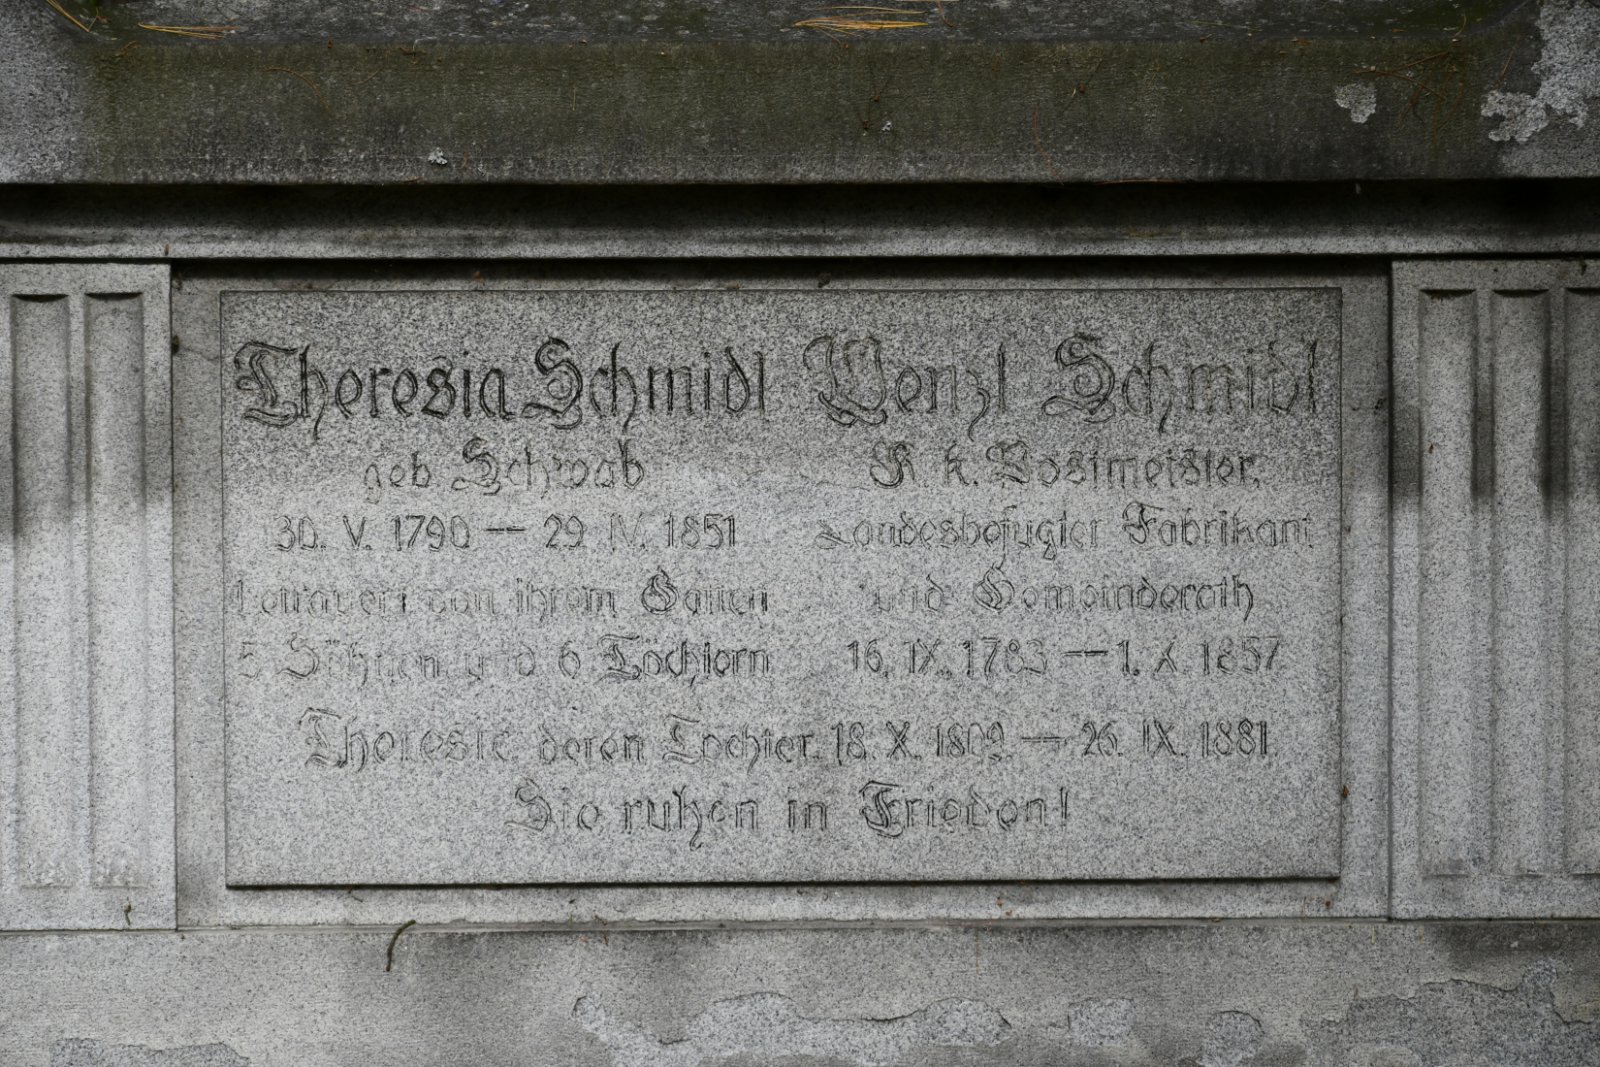 Theresia Schmidl
geb. Schwab
30. V. 1790 — 29. IV. 1851
betrauert von ihrem Gatten
5 Söhnen und 6 Töchtern
Wenzl Schmidl
K. k. Postmeister,
Landesbefugter Fabrikant
und Gemeinderath
16. IX. 1783 — 1. X. 1857
Therese, deren Tochter. 18. X. 1809. — 26. IX. 1881.
Sie ruhen in Frieden!